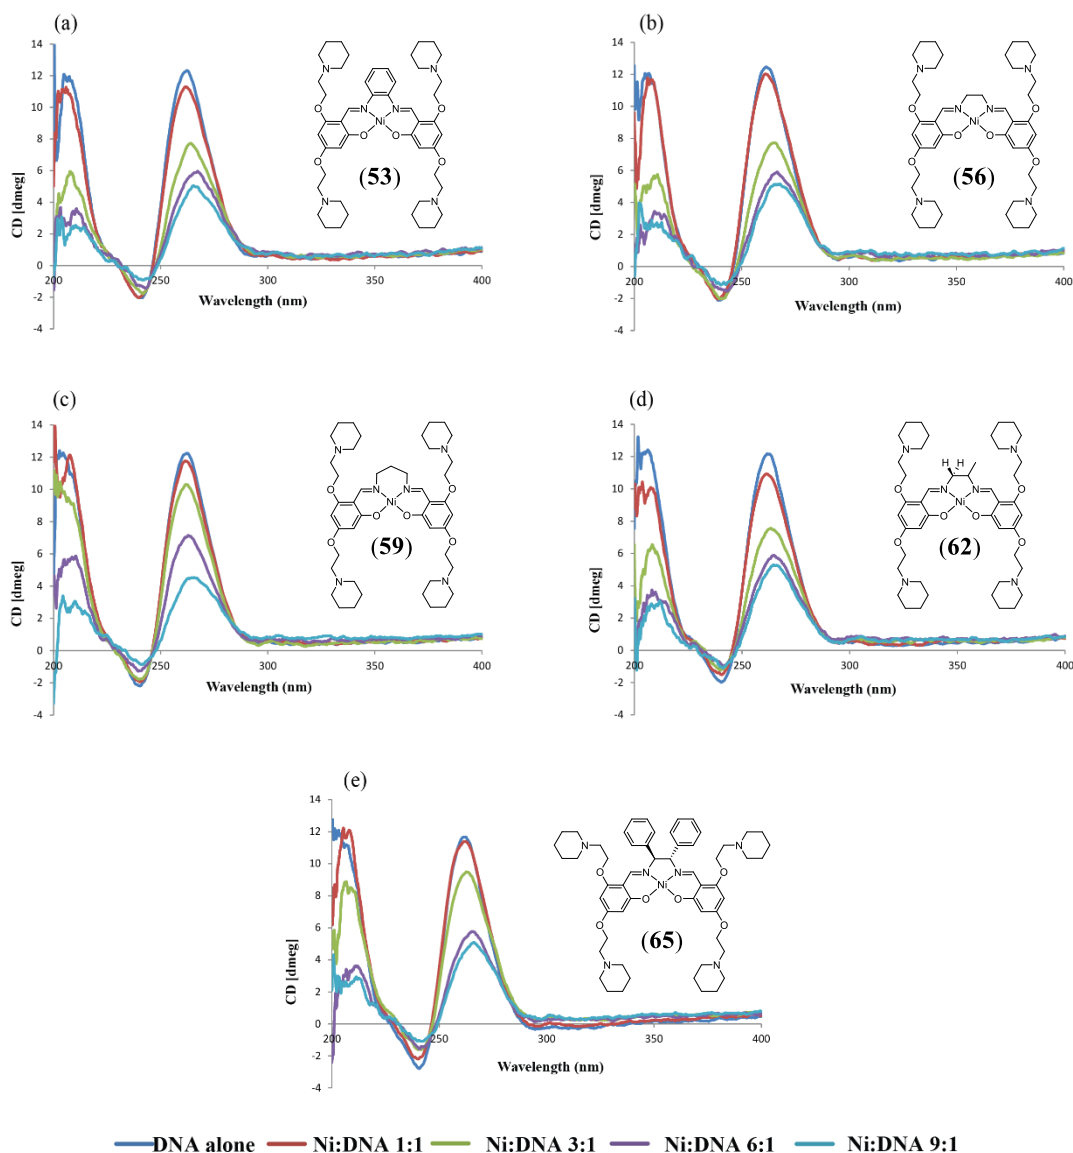 (a)
14
12
10
8
6
4
2
0
-2
-4
200
250
300
350
400
CD [dmeg]
Wavelength (nm)
N
N
O
O
N
N
Ni
O
O
O
O
N
N
(53)
(b)
14
12
10
8
6
4
2
0
-2
-4
200
250
300
350
400
CD [dmeg]
Wavelength (nm)
N
N
O
O
N
N
Ni
O
O
O
O
N
N
(56)
(c)
14
12
10
8
6
4
2
0
-2
-4
200
250
300
350
400
CD [dmeg]
Wavelength (nm)
N
N
O
O
N
N
Ni
O
O
O
O
N
N
(59)
(d)
14
12
10
8
6
4
2
0
-2
-4
200
250
300
350
400
CD [dmeg]
Wavelength (nm)
N
N
H
H
O
O
N
N
Ni
O
O
O
O
N
N
(62)
(e)
14
12
10
8
6
4
2
0
-2
-4
200
250
300
350
400
CD [dmeg]
Wavelength (nm)
N
N
O
O
N
N
Ni
O
O
O
O
N
N
(65)
DNA alone Ni:DNA 1:1 Ni:DNA 3:1 Ni:DNA 6:1 Ni:DNA 9:1